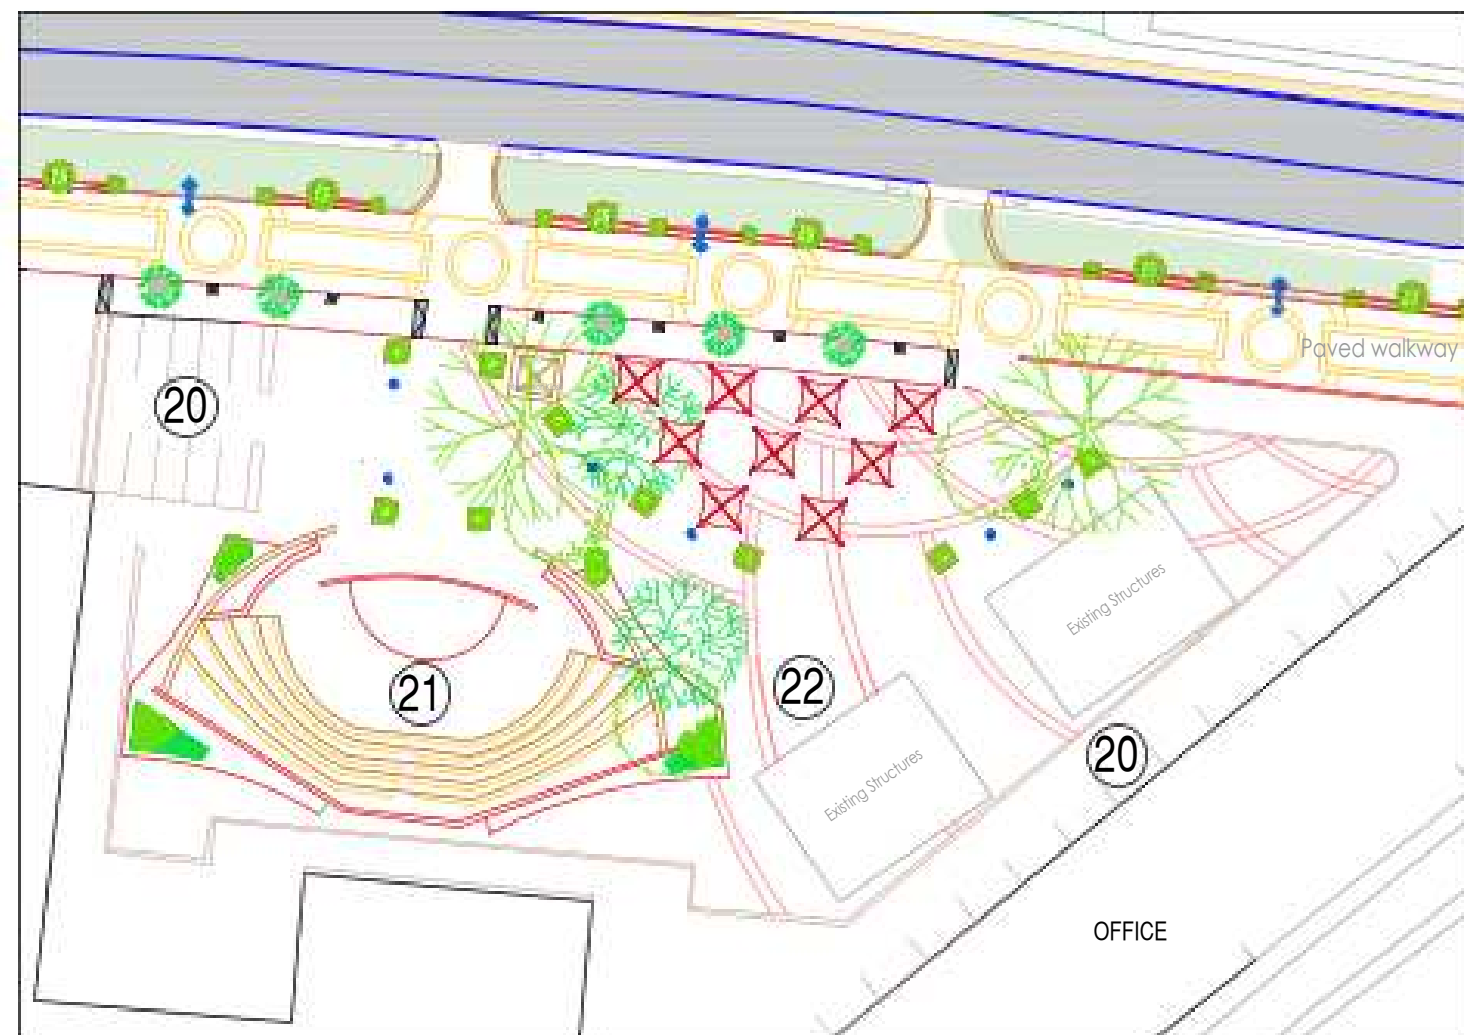 Paved walkway
20
Existing Structures
21
22
20
Existing Structures
OFFICE